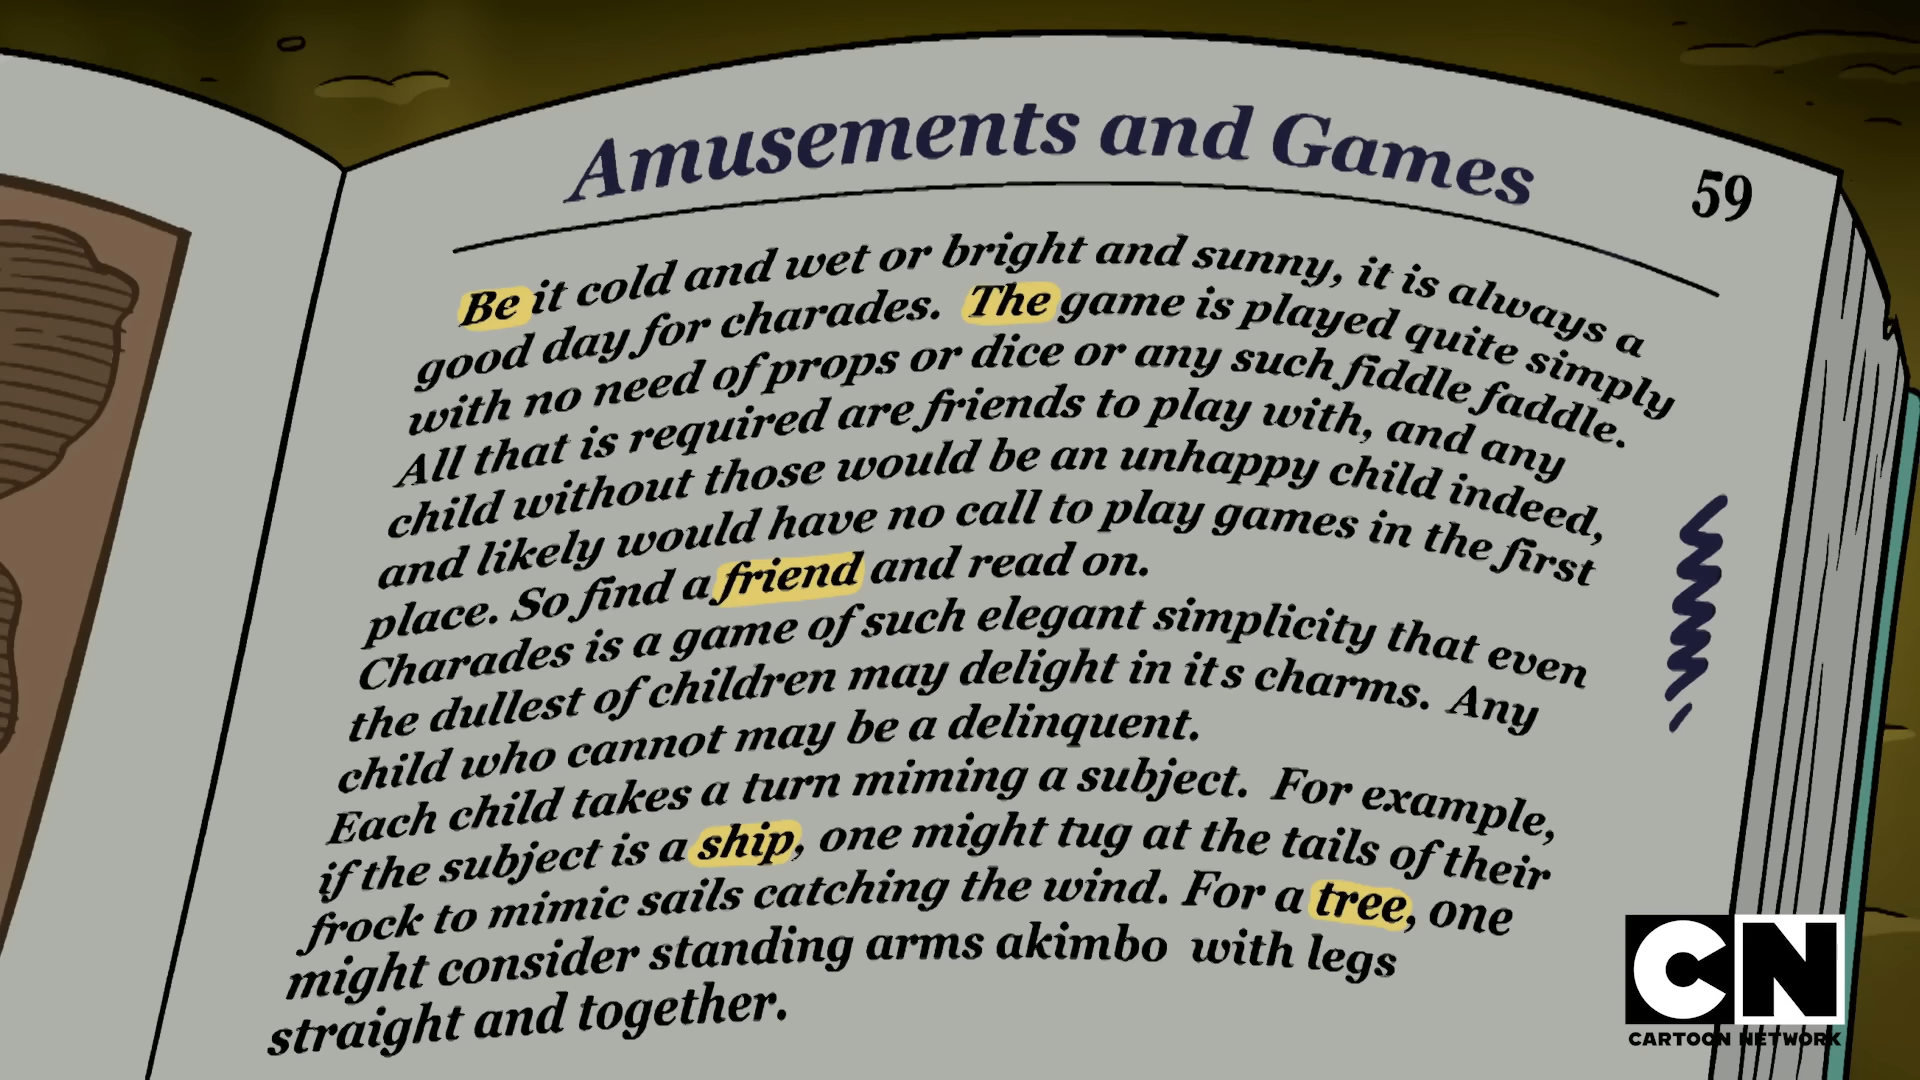 Amusements and Games
59
Be it cold and wet or bright and sunny, it is always a
good day for charades. The game is played quite simply
with no need of props or dice or any such fiddle faddle.
All that is required are friends to play with, and any
child without those would be an unhappy child indeed,
and likely would have no call to play games in the first
place. So find a friend and read on.
Charades is a game of such elegant simplicity that even
the dullest of children may delight in its charms. Any
child who cannot may be a delinquent.
Each child takes a turn miming a subject. For example,
if the subject is a ship, one might tug at the tails of their
frock to mimic sails catching the wind. For a tree, one
might consider standing arms akimbo with legs
straight and together.
CN
CARTOON NETWORK